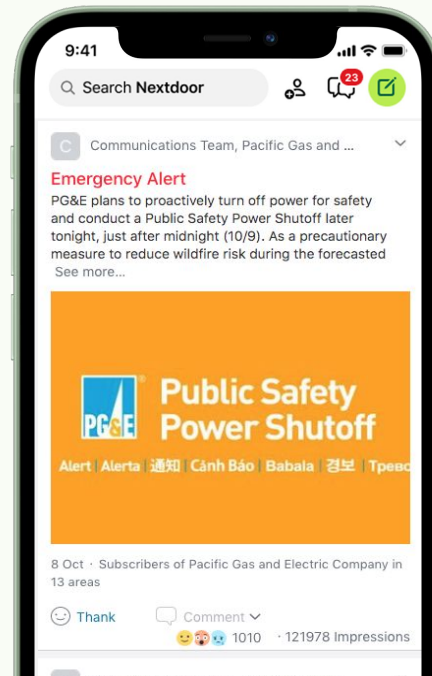 9:41
Search Nextdoor
23
C
Communications Team, Pacific Gas and ...
Emergency Alert
PG&E plans to proactively turn off power for safety
and conduct a Public Safety Power Shutoff later
tonight, just after midnight (10/9). As a precautionary
measure to reduce wildfire risk during the forecasted
See more...
PG&E
®
Public Safety
Power Shutoff
Alert | Alerta | 通知 | Cảnh Báo | Babala | 경보 | Трево
8 Oct · Subscribers of Pacific Gas and Electric Company in
13 areas
Thank
Comment
1010 · 121978 Impressions